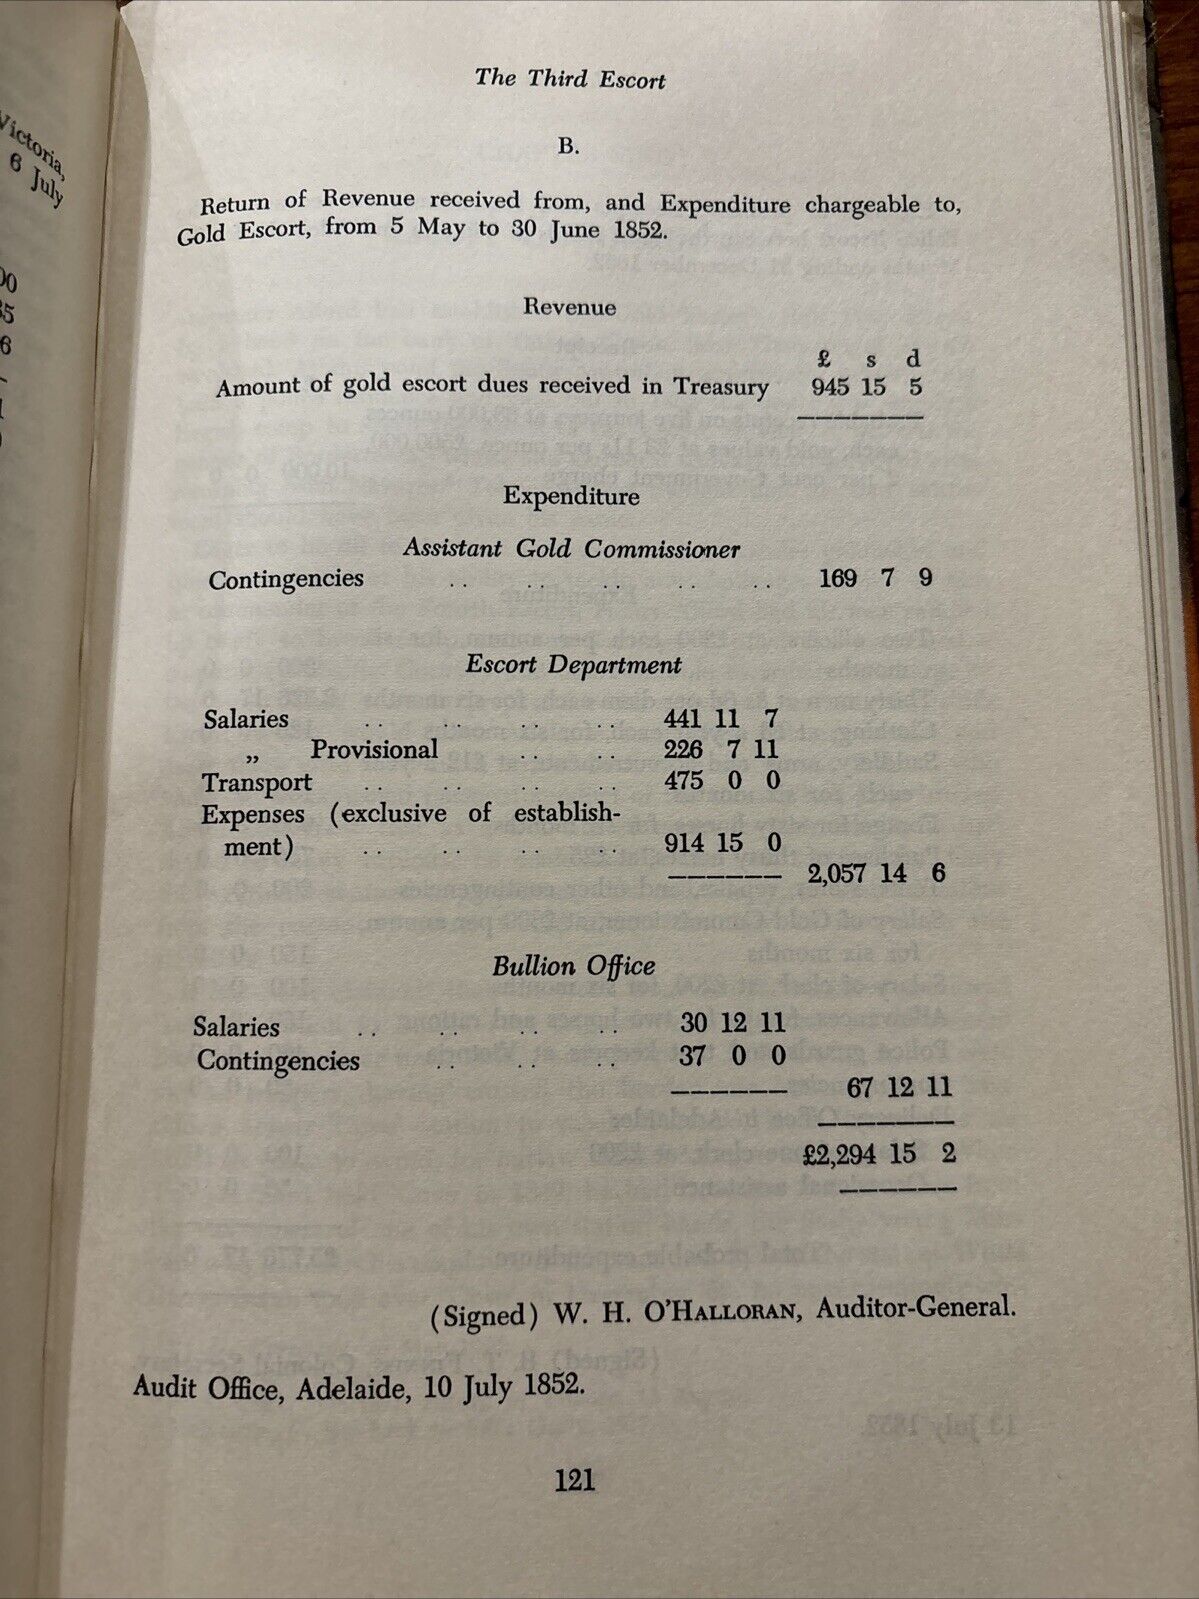 Victoria,
6 July
The Third Escort
B.
Return of Revenue received from, and Expenditure chargeable to,
Gold Escort, from 5 May to 30 June 1852.
Revenue
£ s d
Amount of gold escort dues received in Treasury 945 15 5
Expenditure
Assistant Gold Commissioner
Contingencies .. .. .. .. .. 169 7 9
Escort Department
Salaries .. .. .. .. 441 11 7
„ Provisional .. .. 226 7 11
Transport .. .. .. .. 475 0 0
Expenses (exclusive of establish-
ment) .. .. .. .. 914 15 0
2,057 14 6
Bullion Office
Salaries .. .. .. .. 30 12 11
Contingencies .. .. .. 37 0 0
67 12 11
£2,294 15 2
(Signed) W. H. O'HALLORAN, Auditor-General.
Audit Office, Adelaide, 10 July 1852.
121